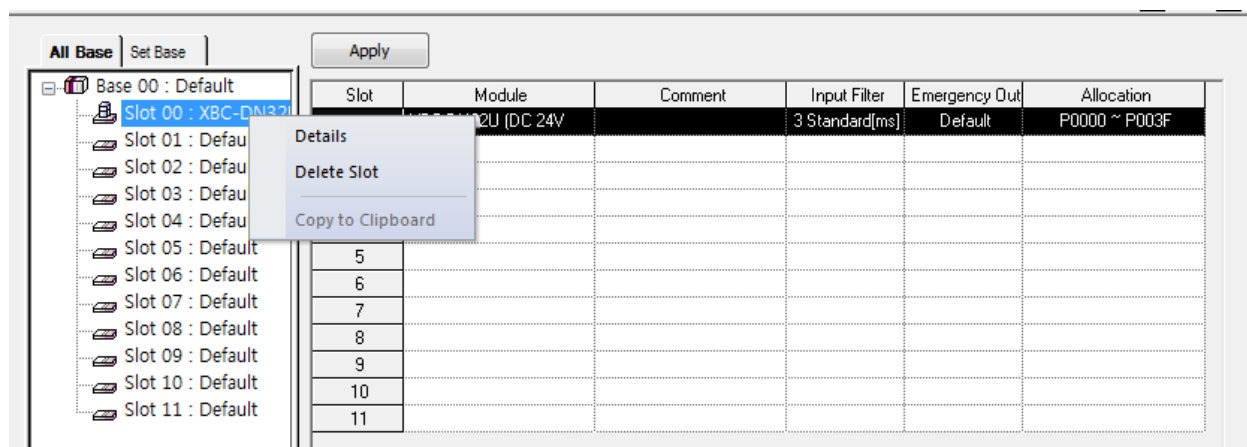 All Base Set Base Apply
Base 00 : Default
Slot Module Comment Input Filter Emergency Out Allocation
Slot 00 : XBC-DN32
32U (DC 24V 3 Standard[ms] Default P0000 ~ P003F
Slot 01 : Defau
Details
Slot 02 : Defau
Delete Slot
Slot 03 : Defau
Slot 04 : Defau
Copy to Clipboard
Slot 05 : Default 5
Slot 06 : Default 6
Slot 07 : Default 7
Slot 08 : Default 8
Slot 09 : Default 9
Slot 10 : Default 10
Slot 11 : Default 11